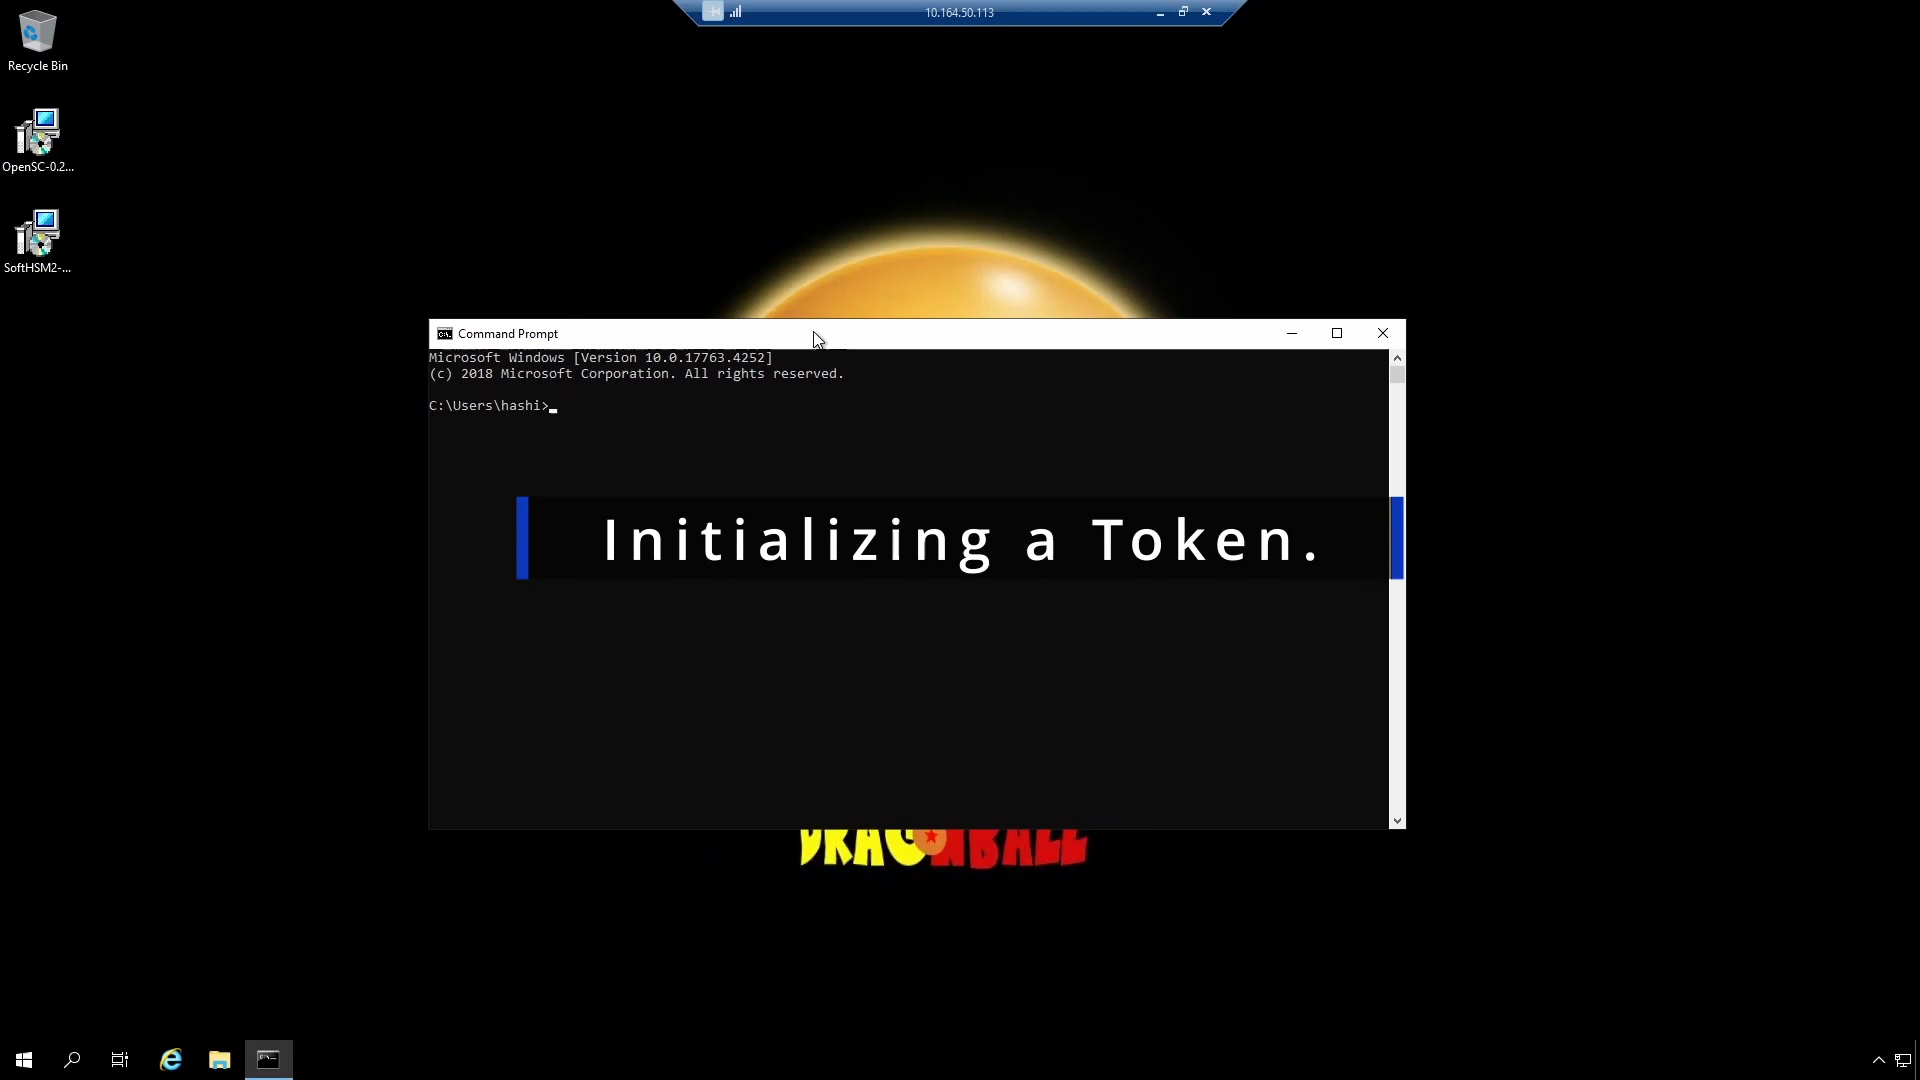 10.164.50.113
Recycle Bin
OpenSC-0.2...
SoftHSM2-...
Command Prompt
Microsoft Windows [Version 10.0.17763.4252]
(c) 2018 Microsoft Corporation. All rights reserved.
C:\Users\hashi>
Initializing a Token.
DRAGONBALL